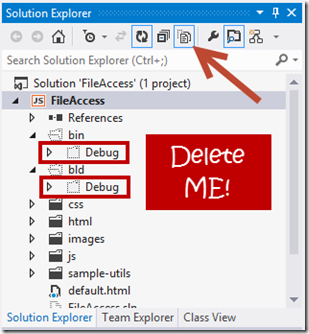 Solution Explorer
Search Solution Explorer (Ctrl+;)
Solution 'FileAccess' (1 project)
JS FileAccess
References
bin
Debug
bld
Debug
css
html
images
js
sample-utils
default.html
FileAccess.sln
Delete
ME!
Solution Explorer Team Explorer Class View